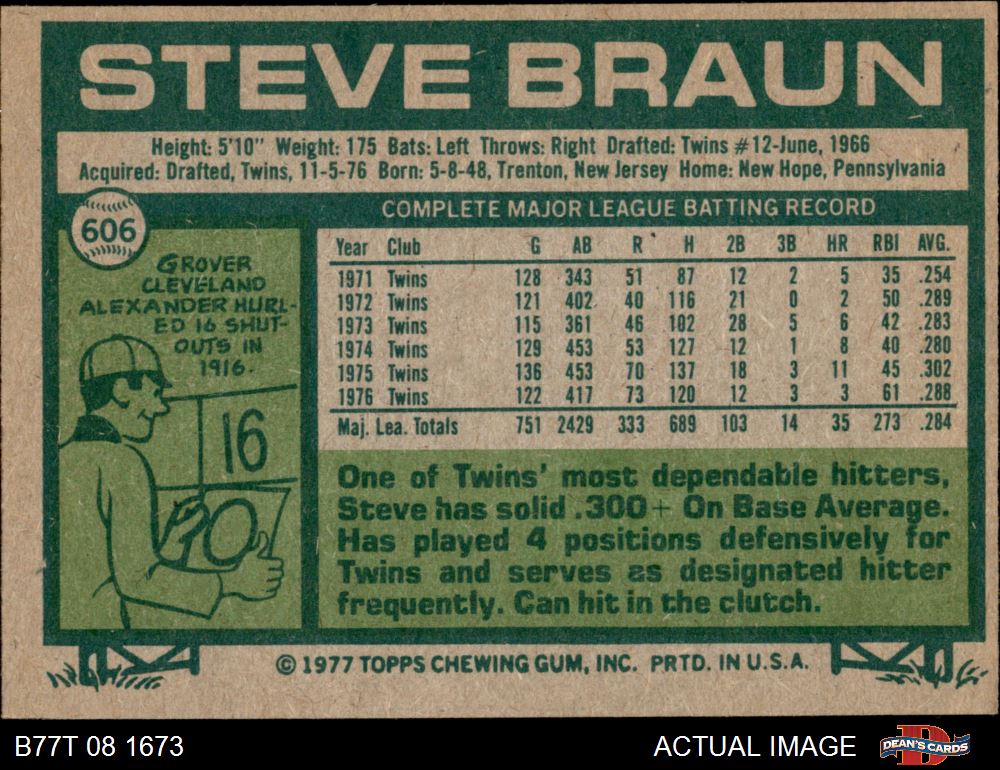 STEVE BRAUN
Height: 5'10" Weight: 175 Bats: Left Throws: Right Drafted: Twins #12-June, 1966
Acquired: Drafted, Twins, 11-5-76 Born: 5-8-48, Trenton, New Jersey Home: New Hope, Pennsylvania
606
GROVER
CLEVELAND
ALEXANDER HURL-
ED 16 SHUT-
OUTS IN
1916.
16
90
COMPLETE MAJOR LEAGUE BATTING RECORD
Year Club G AB R H 2B 3B HR RBI AVG.
1971 Twins 128 343 51 87 12 2 5 35 .254
1972 Twins 121 402 40 116 21 0 2 50 .289
1973 Twins 115 361 46 102 28 5 6 42 .283
1974 Twins 129 453 53 127 12 1 8 40 .280
1975 Twins 136 453 70 137 18 3 11 45 .302
1976 Twins 122 417 73 120 12 3 3 61 .288
Maj. Lea. Totals 751 2429 333 689 103 14 35 273 .284
One of Twins' most dependable hitters,
Steve has solid .300+ On Base Average.
Has played 4 positions defensively for
Twins and serves as designated hitter
frequently. Can hit in the clutch.
© 1977 TOPPS CHEWING GUM, INC. PRTD. IN U.S.A.
B77T 08 1673
ACTUAL IMAGE
DEAN'S CARDS